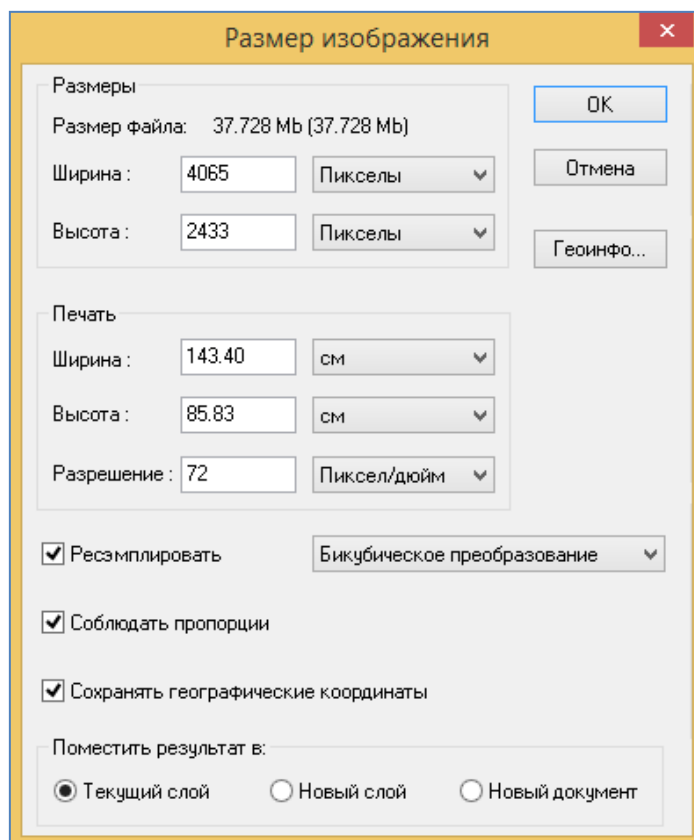 Размер изображения
Размеры
Размер файла: 37.728 Mb (37.728 Mb)
OK
Ширина : 4065 Пикселы
Отмена
Высота : 2433 Пикселы
Геоинфо...
Печать
Ширина : 143.40 см
Высота : 85.83 см
Разрешение : 72 Пиксел/дюйм
Ресэмплировать Бикубическое преобразование
Соблюдать пропорции
Сохранять географические координаты
Поместить результат в:
Текущий слой Новый слой Новый документ